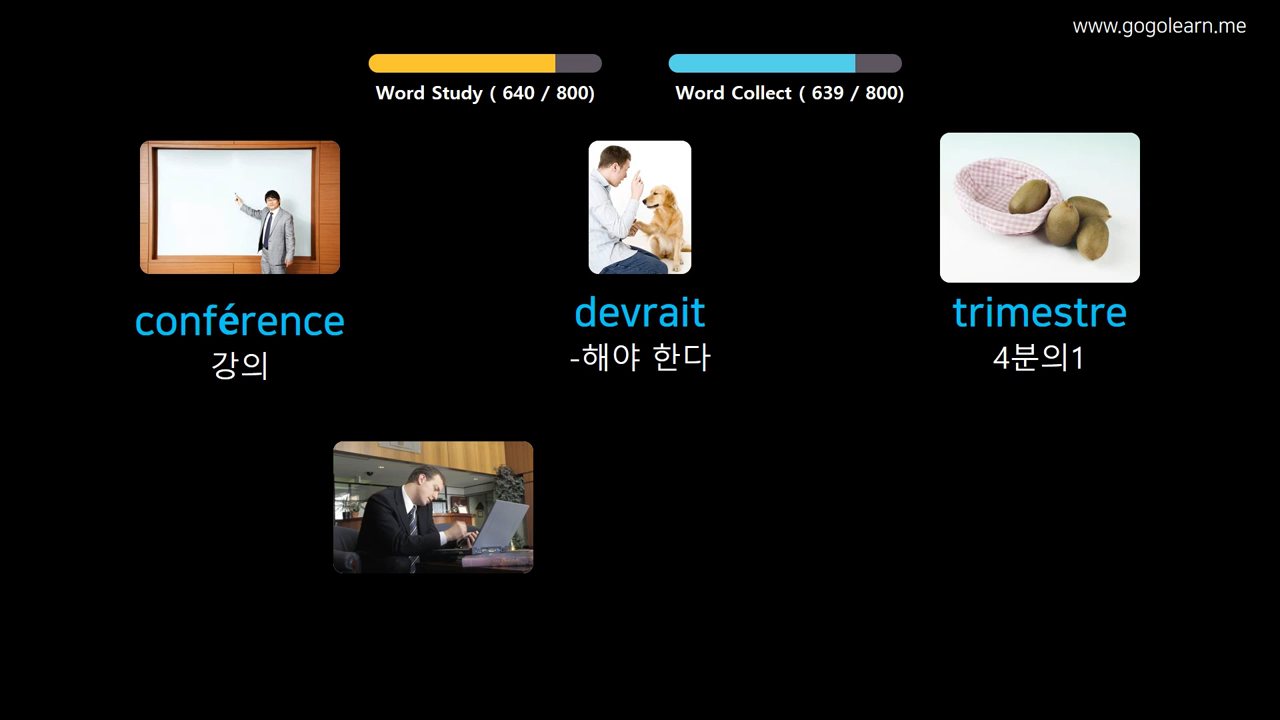 www.gogolearn.me
Word Study ( 640 / 800)
Word Collect ( 639 / 800)
conférence
강의
devrait
-해야 한다
trimestre
4분의1